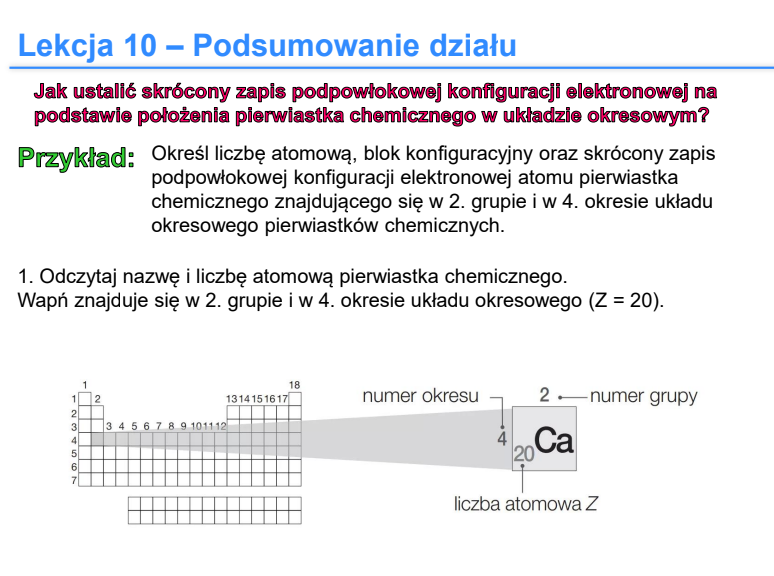 Lekcja 10 – Podsumowanie działu
Jak ustalić skrócony zapis podpowłokowej konfiguracji elektronowej na
podstawie położenia pierwiastka chemicznego w układzie okresowym?
Przykład:
Określ liczbę atomową, blok konfiguracyjny oraz skrócony zapis
podpowłokowej konfiguracji elektronowej atomu pierwiastka
chemicznego znajdującego się w 2. grupie i w 4. okresie układu
okresowego pierwiastków chemicznych.
1. Odczytaj nazwę i liczbę atomową pierwiastka chemicznego.
Wapń znajduje się w 2. grupie i w 4. okresie układu okresowego (Z = 20).
1 18
1 2 13 14 15 16 17
2
3 3 4 5 6 7 8 9 10 11 12
4
5
6
7
numer okresu 2 numer grupy
4 20 Ca
liczba atomowa Z